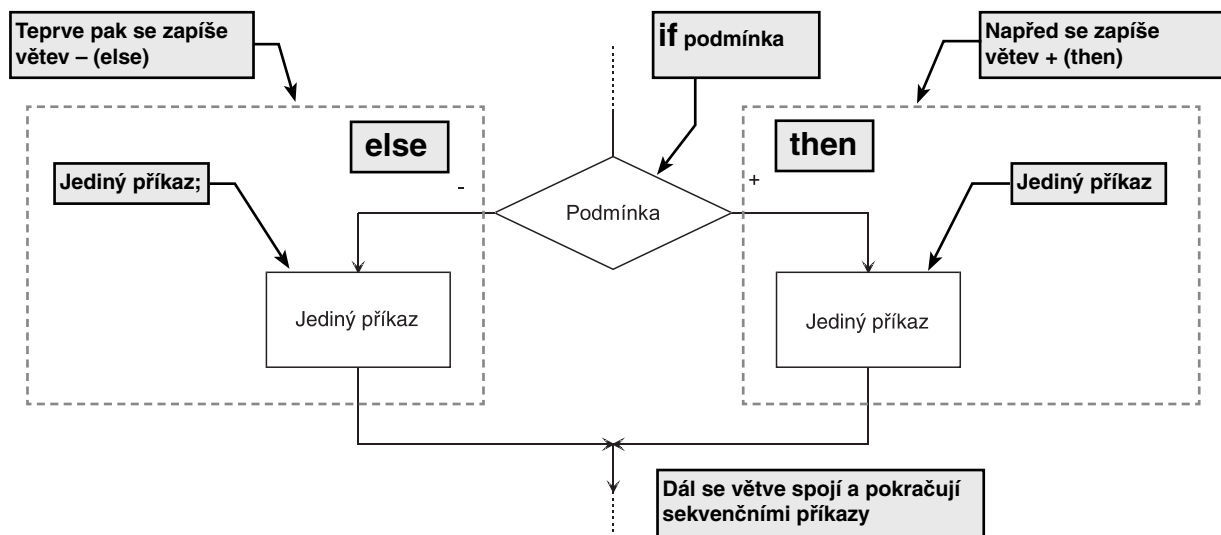 Teprve pak se zapíše
větev – (else)
if podmínka
Napřed se zapíše
větev + (then)
else
then
Jediný příkaz;
-
+
Jediný příkaz
Podmínka
Jediný příkaz
Jediný příkaz
Dál se větve spojí a pokračují
sekvenčními příkazy